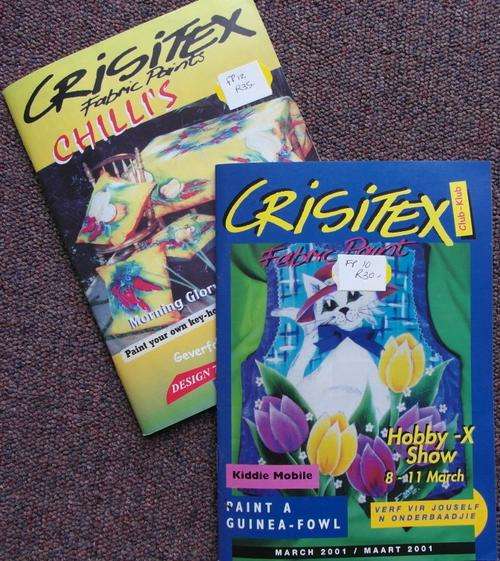 CRISITEX
Fabric Paints
CHILLI'S
FP 12
R35-
Morning Glor
Paint your own key-ho
Geverf
DESIGN
CRISITEX
Club - Klub
Fabric Paint
FP 10
R30-
Hobby -X
Show
8 - 11 March
Kiddie Mobile
PAINT A
GUINEA-FOWL
VERF VIR JOUSELF
N ONDERBAADJIE
MARCH 2001 / MAART 2001